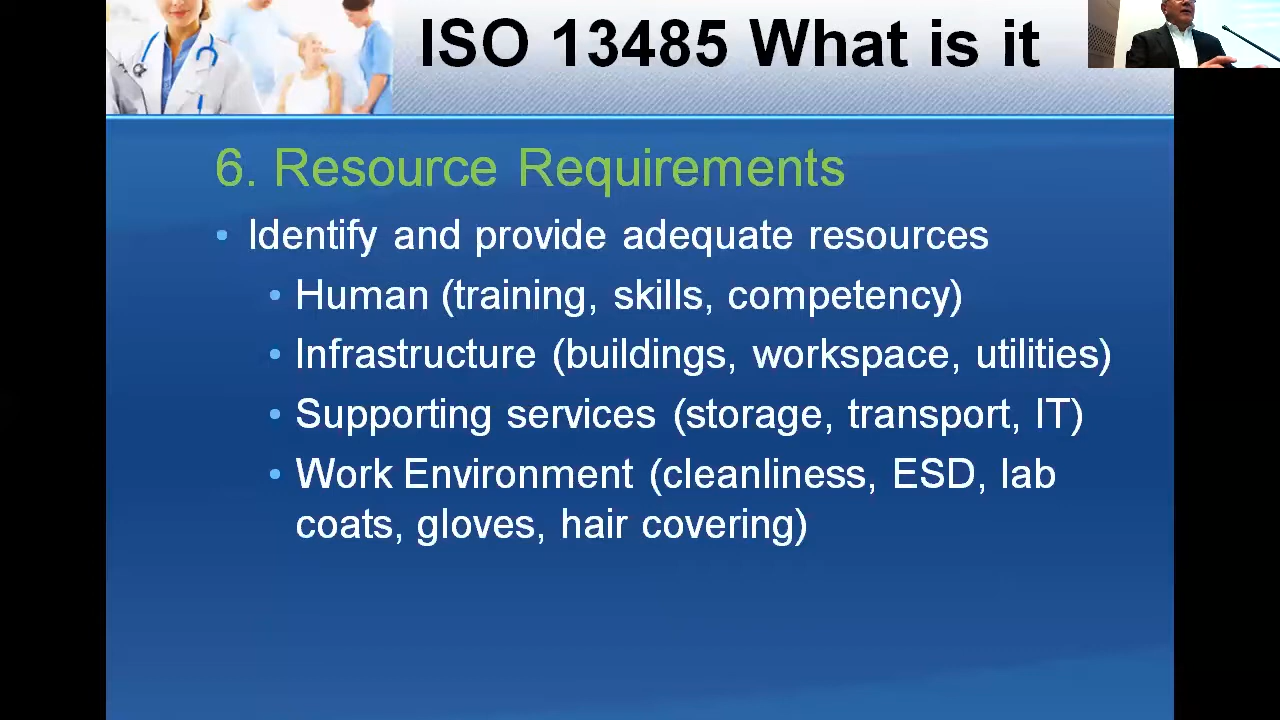 ISO 13485 What is it
6. Resource Requirements
• Identify and provide adequate resources
• Human (training, skills, competency)
• Infrastructure (buildings, workspace, utilities)
• Supporting services (storage, transport, IT)
• Work Environment (cleanliness, ESD, lab
coats, gloves, hair covering)